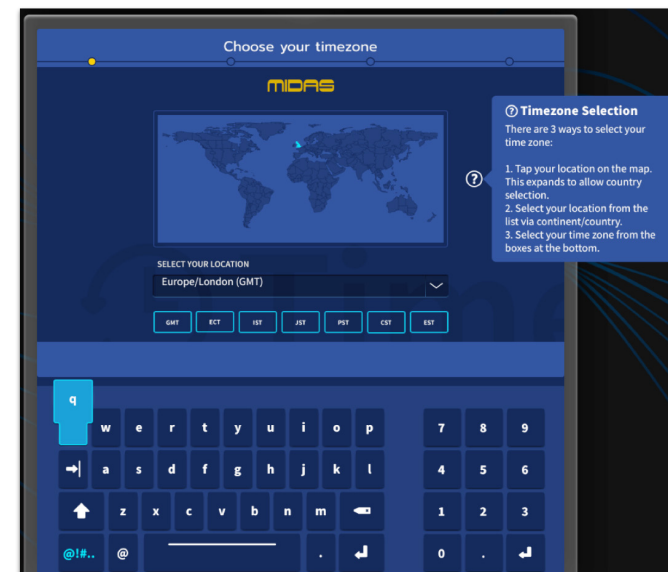 Choose your timezone
MIDAS
? Timezone Selection
There are 3 ways to select your
time zone:
1. Tap your location on the map.
This expands to allow country
selection.
2. Select your location from the
list via continent/country.
3. Select your time zone from the
boxes at the bottom.
?
SELECT YOUR LOCATION
Europe/London (GMT)
GMT ECT IST JST PST CST EST
Time
q
w e r t y u i o p 7 8 9
a s d f g h j k l 4 5 6
z x c v b n m 1 2 3
@!#.. @ . 0 .